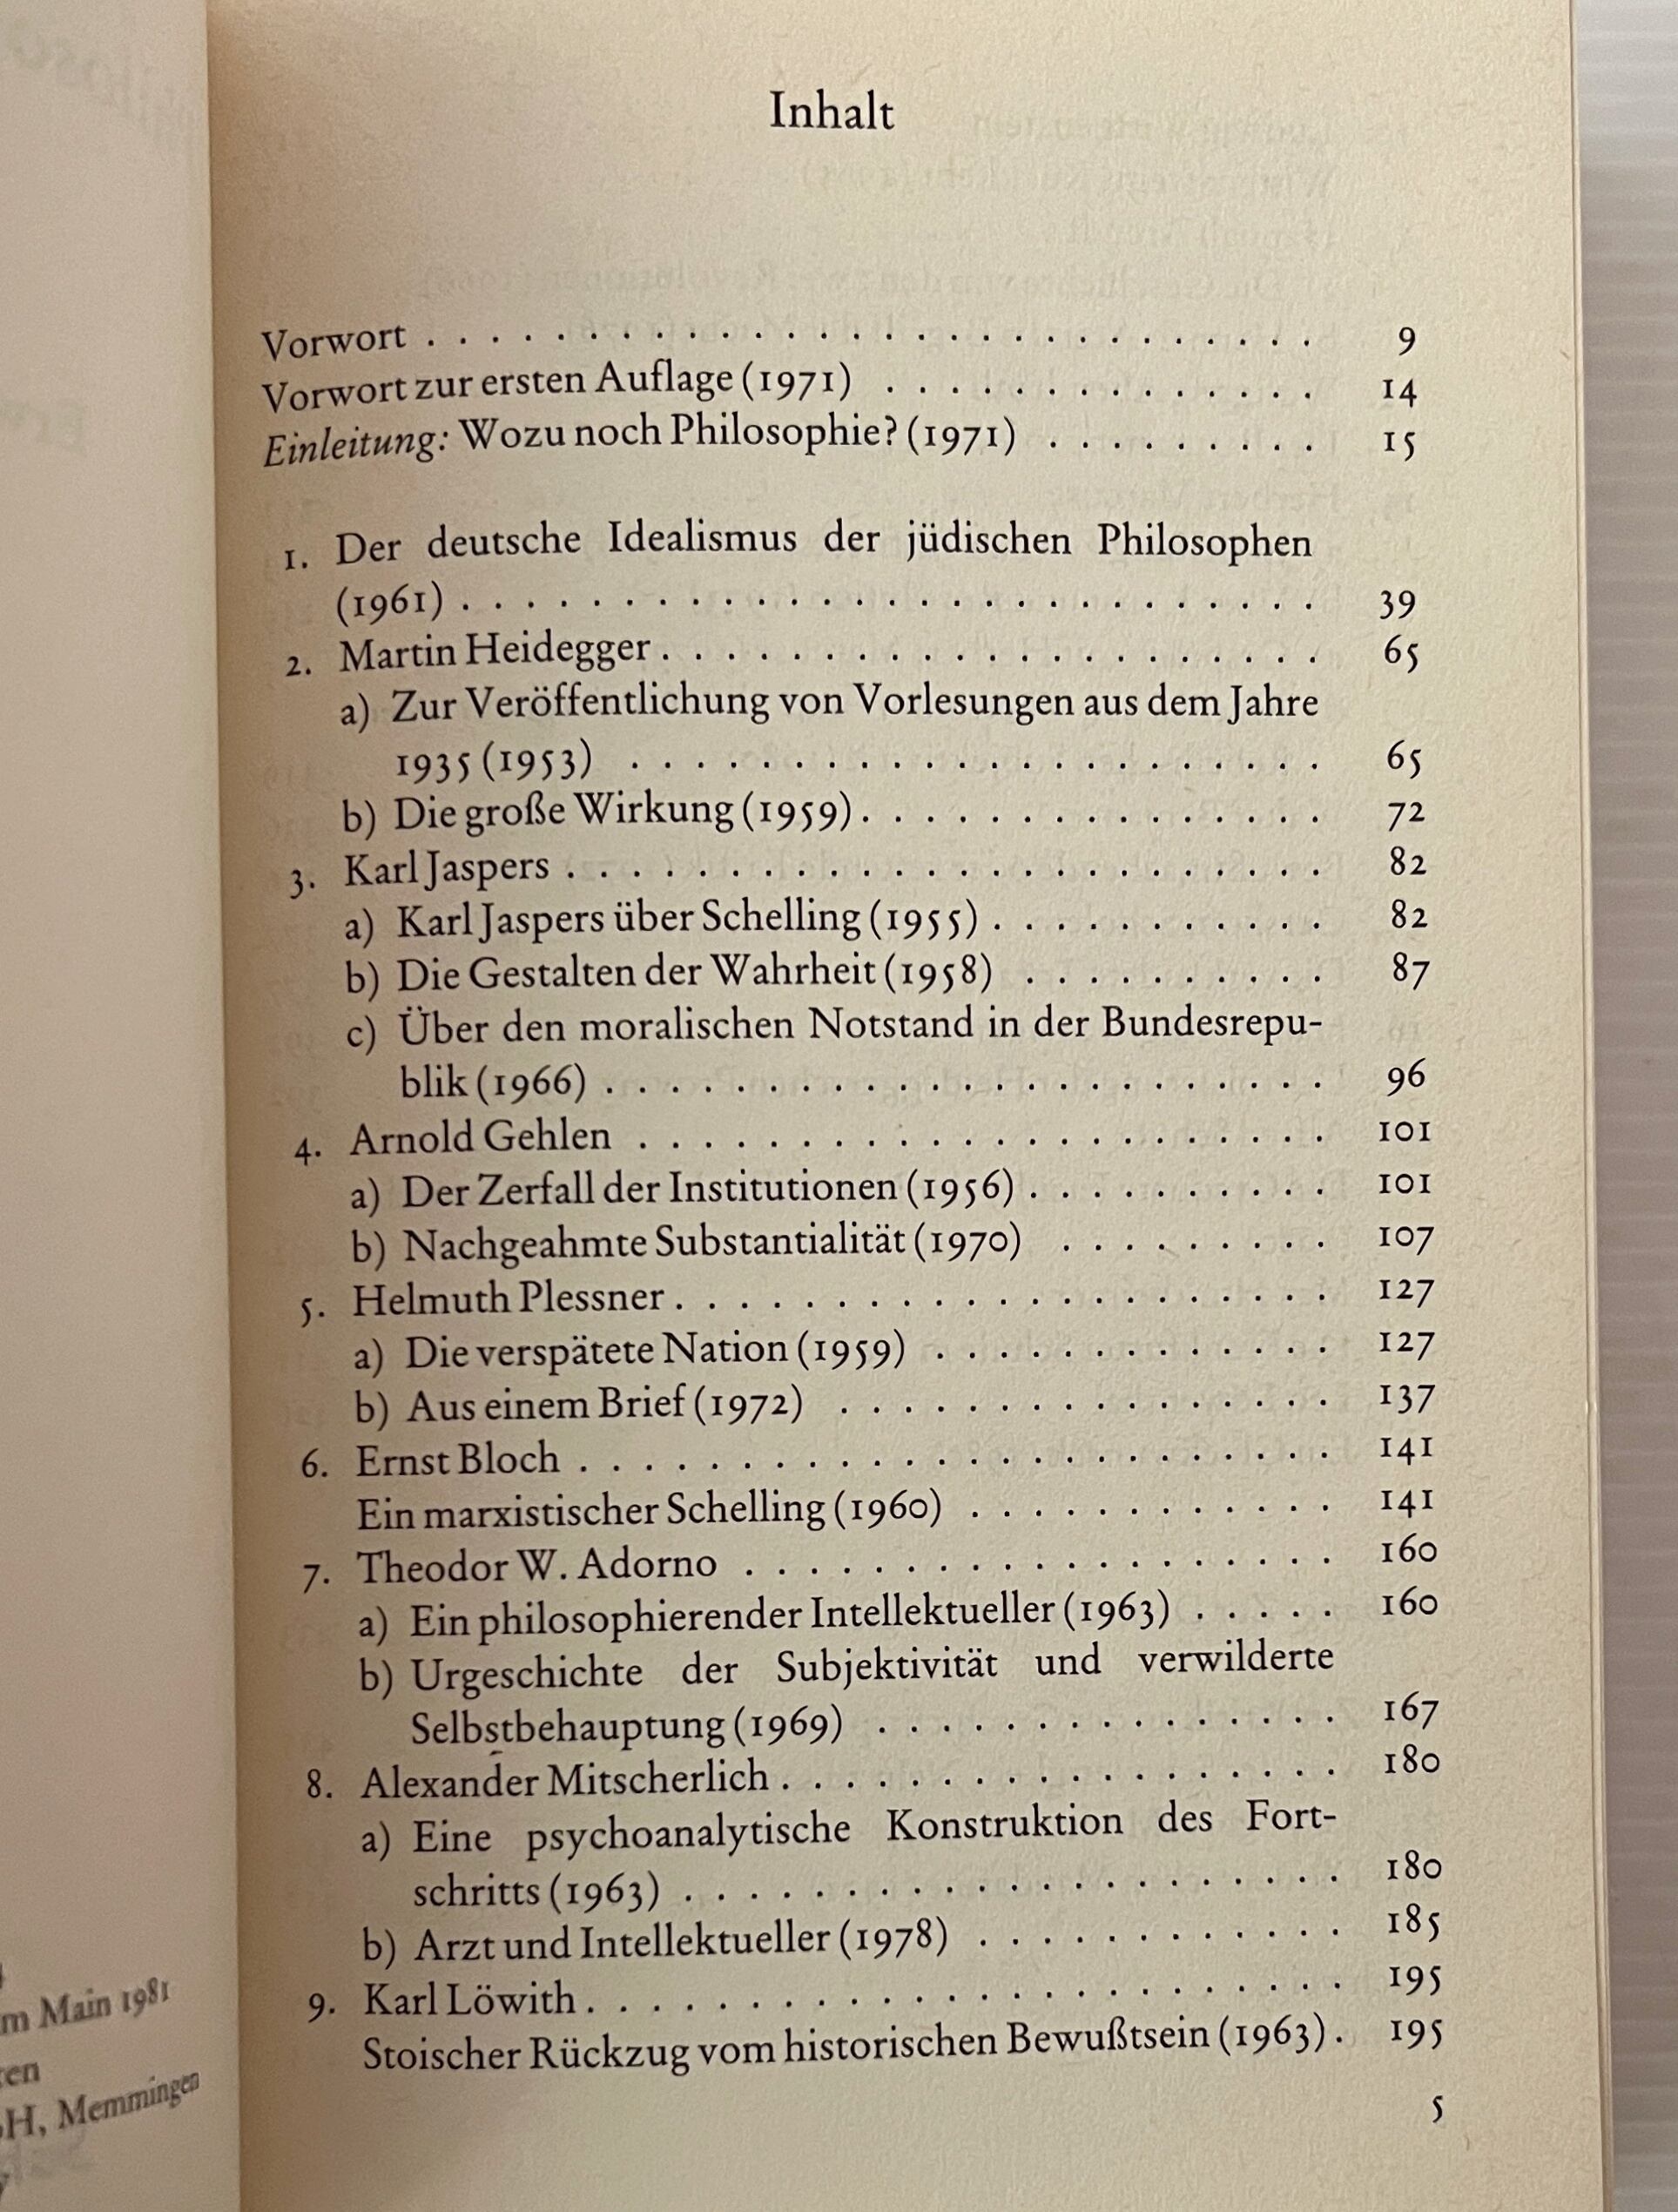 Inhalt
Vorwort . . . . . . . . . . . . . . . . . . . . . . . . . . . . 9
Vorwort zur ersten Auflage (1971) . . . . . . . . . . . . . . 14
Einleitung: Wozu noch Philosophie? (1971) . . . . . . . . . 15
1. Der deutsche Idealismus der jüdischen Philosophen
(1961) . . . . . . . . . . . . . . . . . . . . . . . . . . . 39
2. Martin Heidegger . . . . . . . . . . . . . . . . . . . . . 65
a) Zur Veröffentlichung von Vorlesungen aus dem Jahre
1935 (1953) . . . . . . . . . . . . . . . . . . . . . . 65
b) Die große Wirkung (1959) . . . . . . . . . . . . . . . 72
3. Karl Jaspers . . . . . . . . . . . . . . . . . . . . . . . . 82
a) Karl Jaspers über Schelling (1955) . . . . . . . . . . . 82
b) Die Gestalten der Wahrheit (1958) . . . . . . . . . . 87
c) Über den moralischen Notstand in der Bundesrepu-
blik (1966) . . . . . . . . . . . . . . . . . . . . . . . 96
4. Arnold Gehlen . . . . . . . . . . . . . . . . . . . . . . 101
a) Der Zerfall der Institutionen (1956) . . . . . . . . . . 101
b) Nachgeahmte Substantialität (1970) . . . . . . . . . 107
5. Helmuth Plessner . . . . . . . . . . . . . . . . . . . . . 127
a) Die verspätete Nation (1959) . . . . . . . . . . . . . 127
b) Aus einem Brief (1972) . . . . . . . . . . . . . . . . 137
6. Ernst Bloch . . . . . . . . . . . . . . . . . . . . . . . . 141
Ein marxistischer Schelling (1960) . . . . . . . . . . . . 141
7. Theodor W. Adorno . . . . . . . . . . . . . . . . . . . 160
a) Ein philosophierender Intellektueller (1963) . . . . . 160
b) Urgeschichte der Subjektivität und verwilderte
Selbstbehauptung (1969) . . . . . . . . . . . . . . . 167
8. Alexander Mitscherlich . . . . . . . . . . . . . . . . . . 180
a) Eine psychoanalytische Konstruktion des Fort-
schritts (1963) . . . . . . . . . . . . . . . . . . . . . 180
b) Arzt und Intellektueller (1978) . . . . . . . . . . . . 185
9. Karl Löwith . . . . . . . . . . . . . . . . . . . . . . . . 195
Stoischer Rückzug vom historischen Bewußtsein (1963) . 195
5
Main 1981
Memmingen